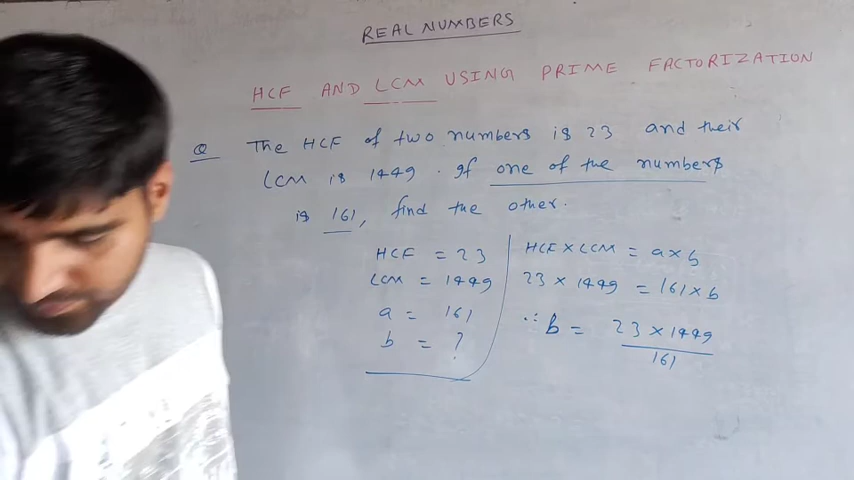 REAL NUMBERS
HCF AND LCM USING PRIME FACTORIZATION
Q The HCF of two numbers is 23 and their
LCM is 1449. If one of the numbers
is 161, find the other.
HCF = 23
LCM = 1449
a = 161
b = ?
HCF × LCM = a × b
23 × 1449 = 161 × b
∴ b = 23 × 1449
161